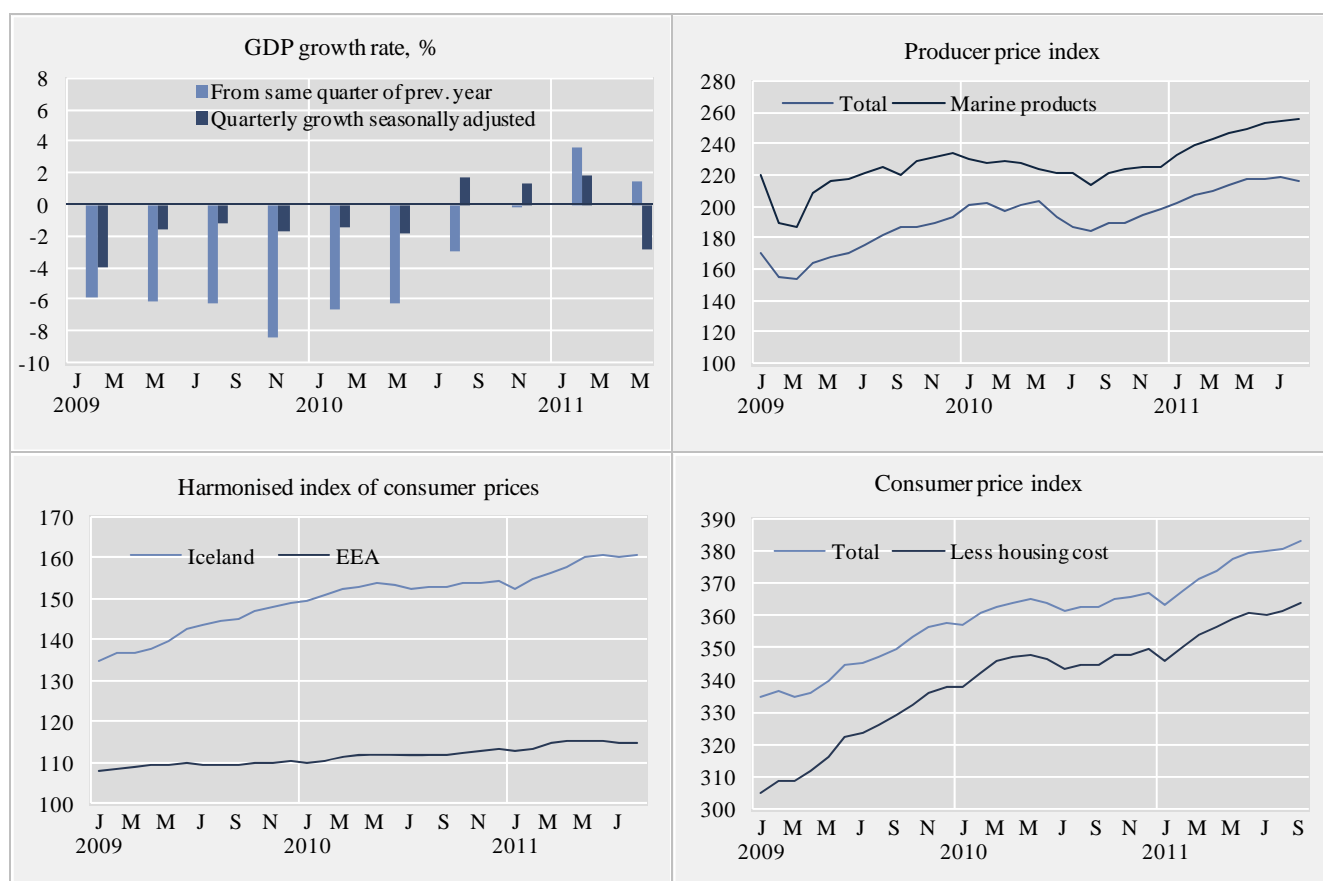 GDP growth rate, %
8
6
4
2
0
-2
-4
-6
-8
-10
From same quarter of prev. year
Quarterly growth seasonally adjusted
J M M J S N J M M J S N J M M
2009 2010 2011
Producer price index
280
260
240
220
200
180
160
140
120
100
Total Marine products
J M M J S N J M M J S N J M M J
2009 2010 2011
Harmonised index of consumer prices
170
160
150
140
130
120
110
100
Iceland EEA
J M M J S N J M M J S N J M M J
2009 2010 2011
Consumer price index
390
380
370
360
350
340
330
320
310
300
Total Less housing cost
J M M J S N J M M J S N J M M J S
2009 2010 2011